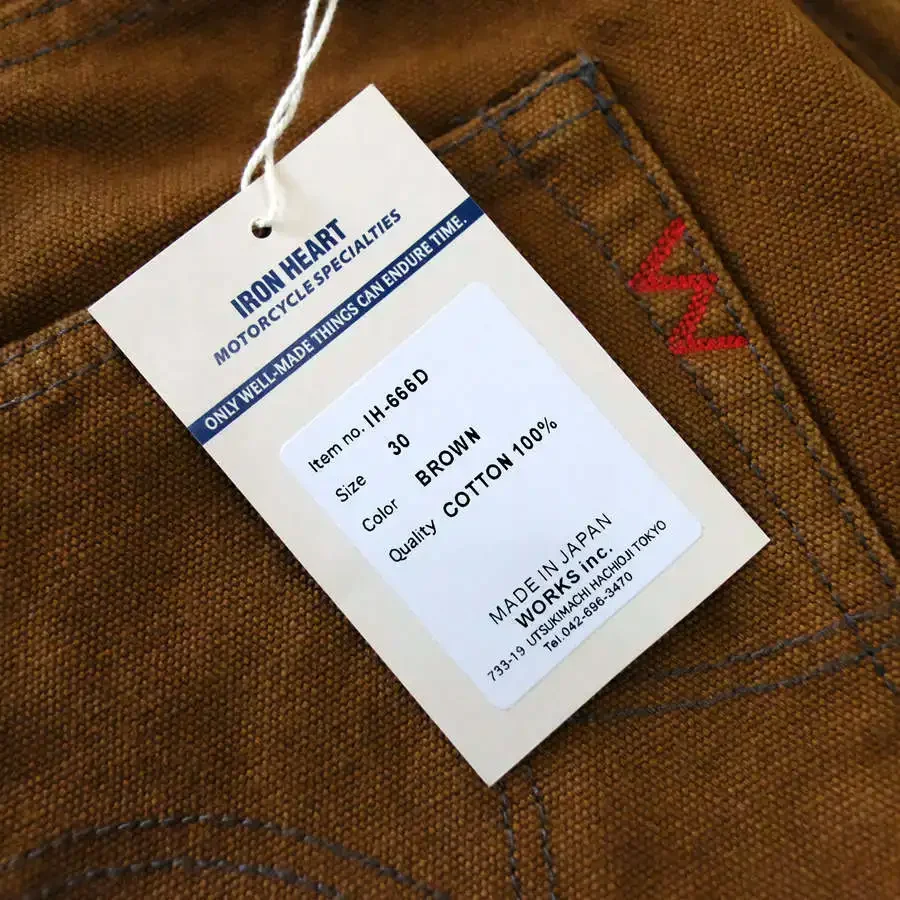 IRON HEART
MOTORCYCLE SPECIALTIES
ONLY WELL-MADE THINGS CAN ENDURE TIME.
Item no. IH-666D
Size 30
Color BROWN
Quality COTTON 100%
MADE IN JAPAN
WORKS inc.
733-19 UTSUKIMACHI HACHIOJI TOKYO
Tel.042-696-3470
W